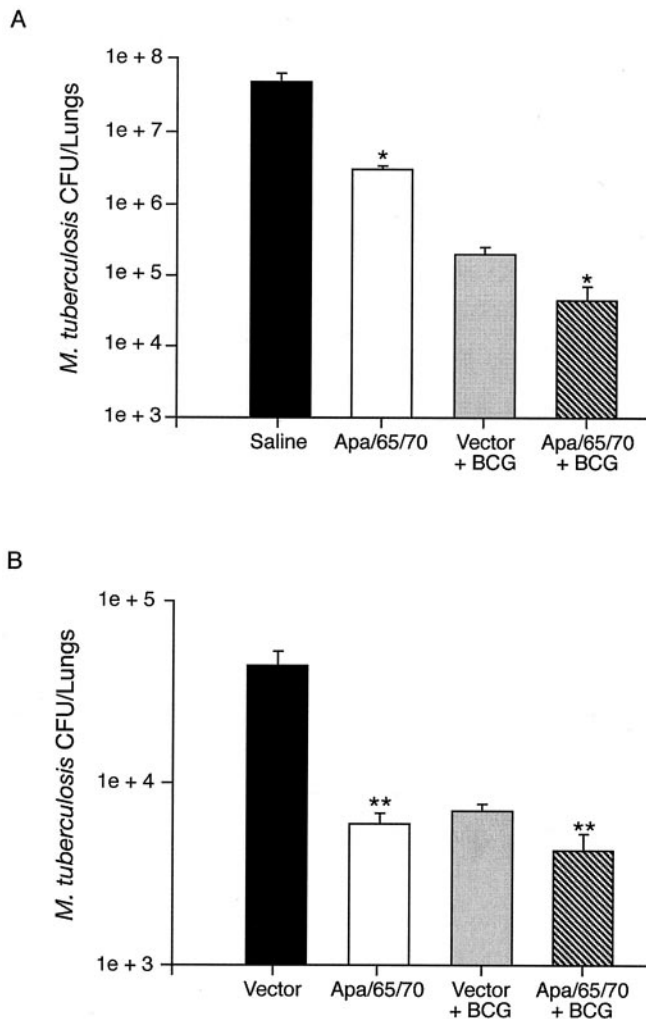 A
M. tuberculosis CFU/Lungs
1e + 8
1e + 7
1e + 6
1e + 5
1e + 4
1e + 3
*
*
Saline
Apa/65/70
Vector
+ BCG
Apa/65/70
+ BCG
B
M. tuberculosis CFU/Lungs
1e + 5
1e + 4
1e + 3
**
**
Vector
Apa/65/70
Vector
+ BCG
Apa/65/70
+ BCG